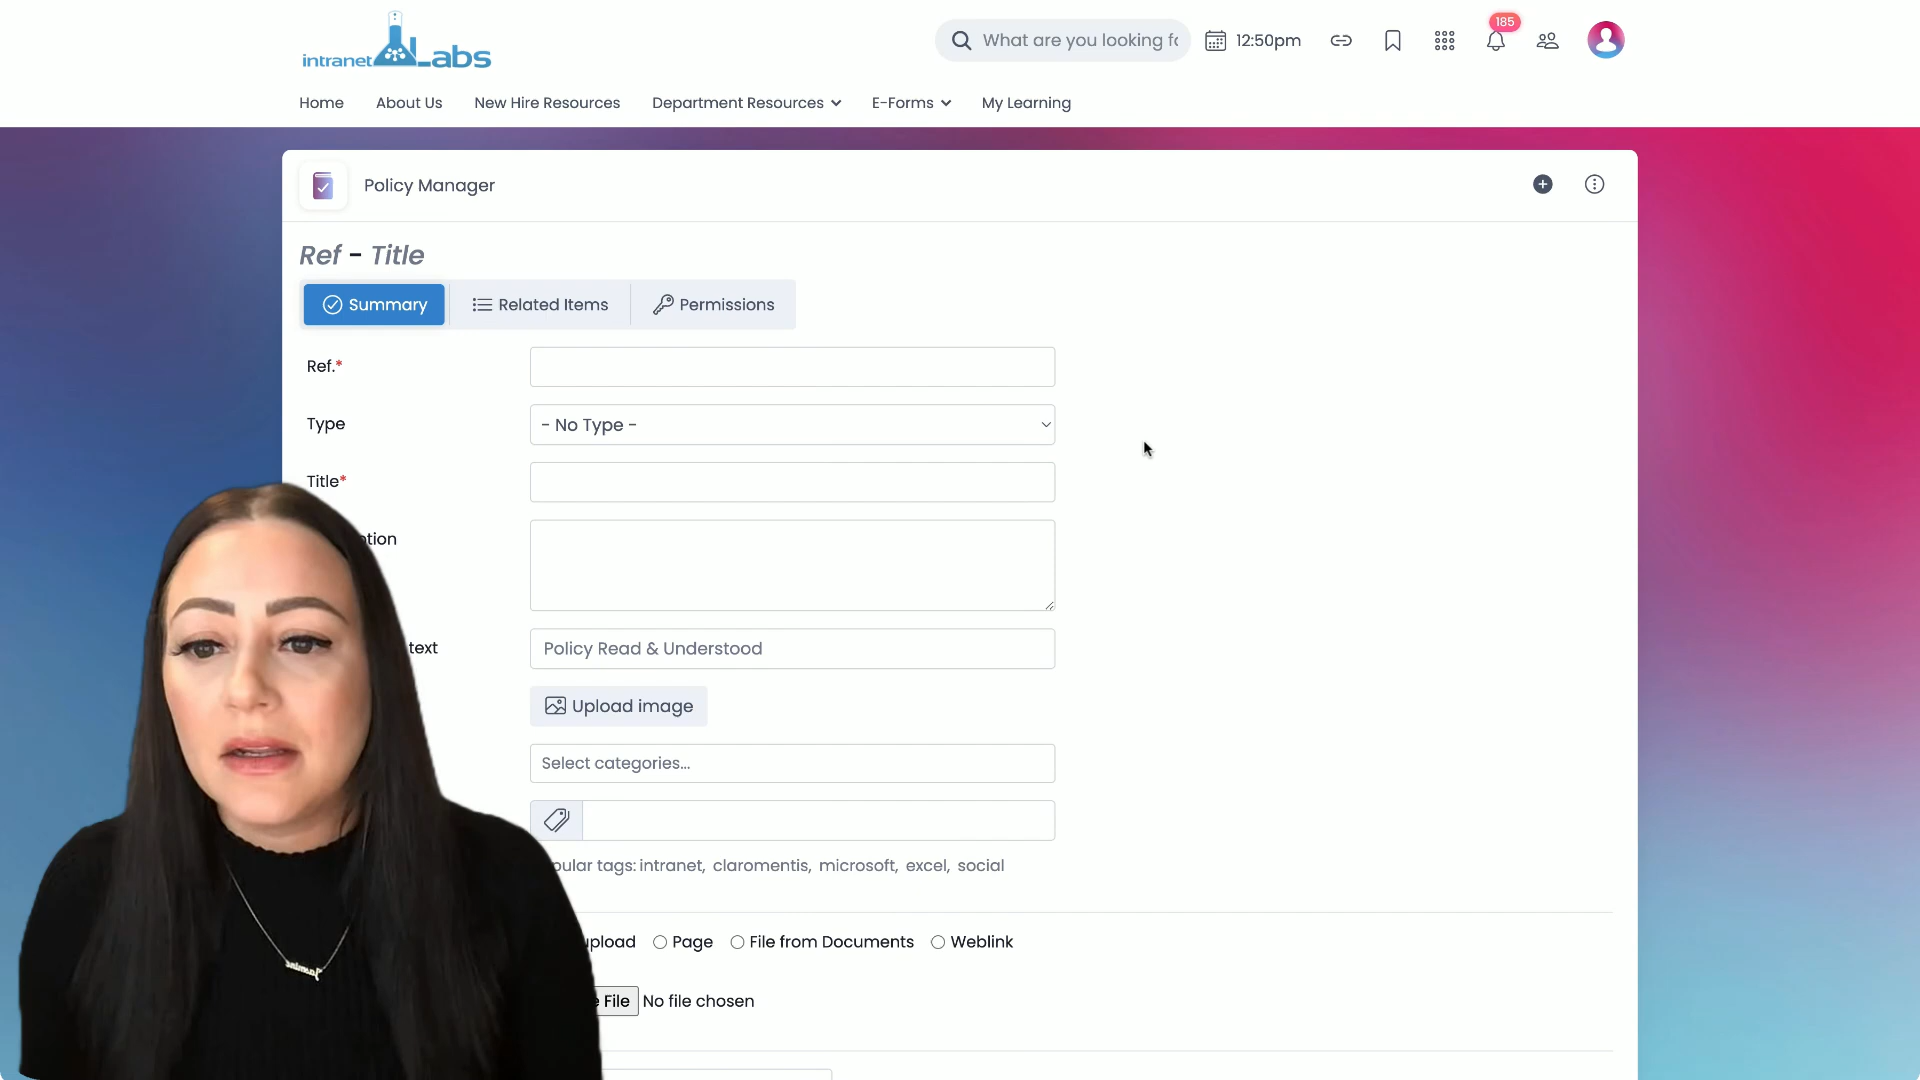 intranet Labs
What are you looking fo
12:50pm
185
Home About Us New Hire Resources Department Resources E-Forms My Learning
Policy Manager
Ref - Title
Summary Related Items Permissions
Ref.*
Type - No Type -
Title*
ption
text Policy Read & Understood
Upload image
Select categories...
pular tags: intranet, claromentis, microsoft, excel, social
upload Page File from Documents Weblink
e File No file chosen